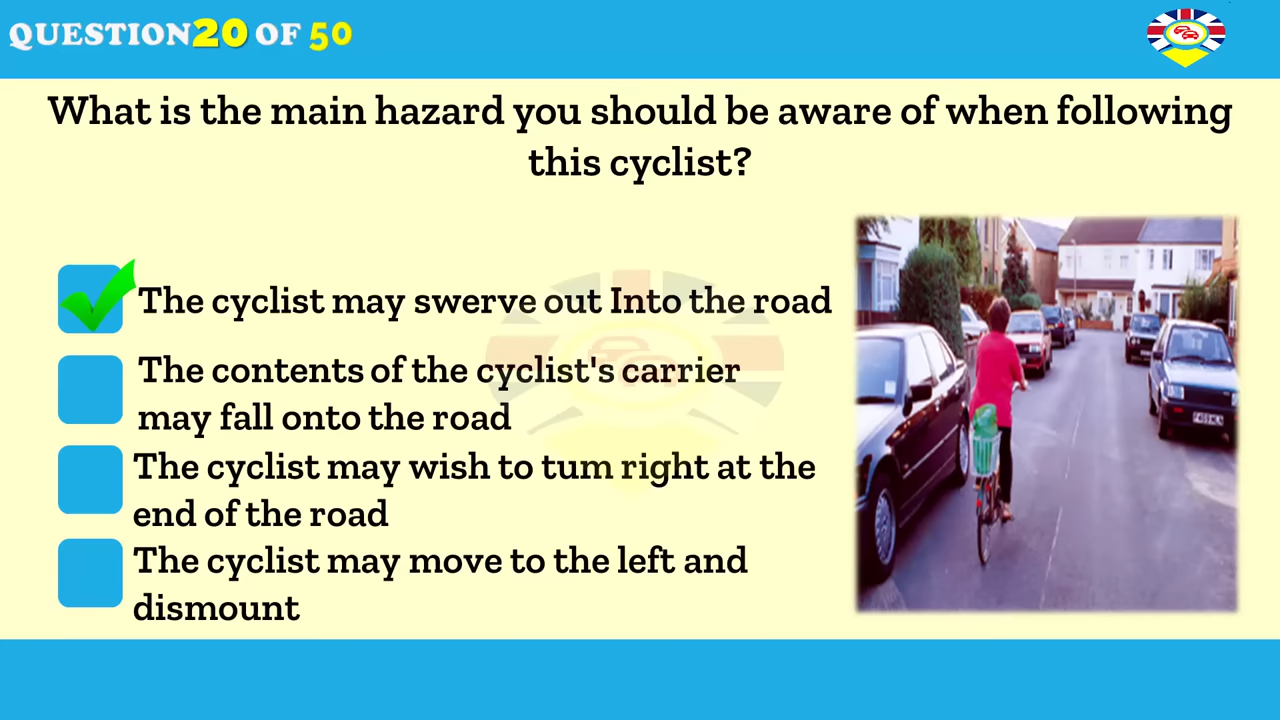 QUESTION20 OF 50
What is the main hazard you should be aware of when following
this cyclist?
The cyclist may swerve out Into the road
The contents of the cyclist's carrier
may fall onto the road
The cyclist may wish to tum right at the
end of the road
The cyclist may move to the left and
dismount